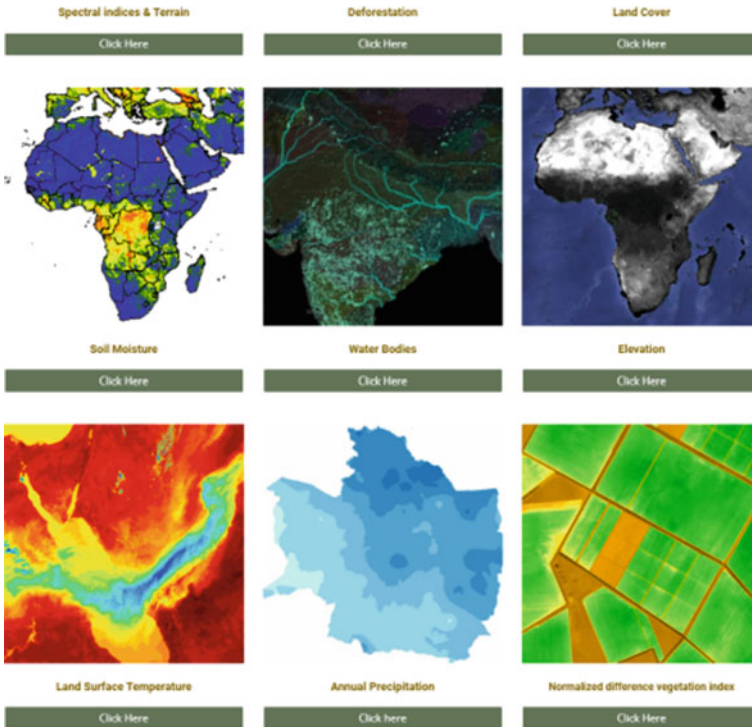 Spectral indices & Terrain
Deforestation
Land Cover
Click Here
Click Here
Click Here
Soil Moisture
Water Bodies
Elevation
Click Here
Click Here
Click Here
Land Surface Temperature
Annual Precipitation
Normalized difference vegetation index
Click Here
Click here
Click Here